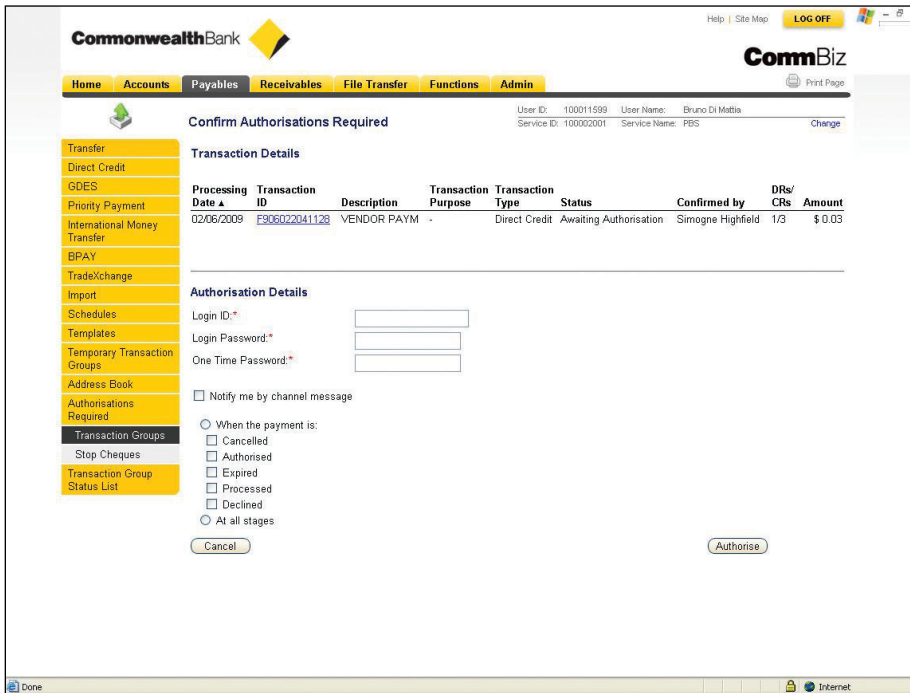 Help | Site Map LOG OFF
CommonwealthBank
CommBiz
Home Accounts Payables Receivables File Transfer Functions Admin
Print Page
User ID: 100011599 User Name: Bruno Di Mattia
Service ID: 100002001 Service Name: PBS Change
Confirm Authorisations Required
Transfer
Direct Credit
GDES
Priority Payment
International Money
Transfer
BPAY
TradeXchange
Import
Schedules
Templates
Temporary Transaction
Groups
Address Book
Authorisations
Required
Transaction Groups
Stop Cheques
Transaction Group
Status List
Transaction Details
Processing Transaction Transaction Transaction DRs/
Date ▲ ID Description Purpose Type Status Confirmed by CRs Amount
02/06/2009 F906022041128 VENDOR PAYM - Direct Credit Awaiting Authorisation Simogne Highfield 1/3 $ 0.03
Authorisation Details
Login ID:*
Login Password:*
One Time Password:*
Notify me by channel message
When the payment is:
Cancelled
Authorised
Expired
Processed
Declined
At all stages
Cancel Authorise
Done Internet